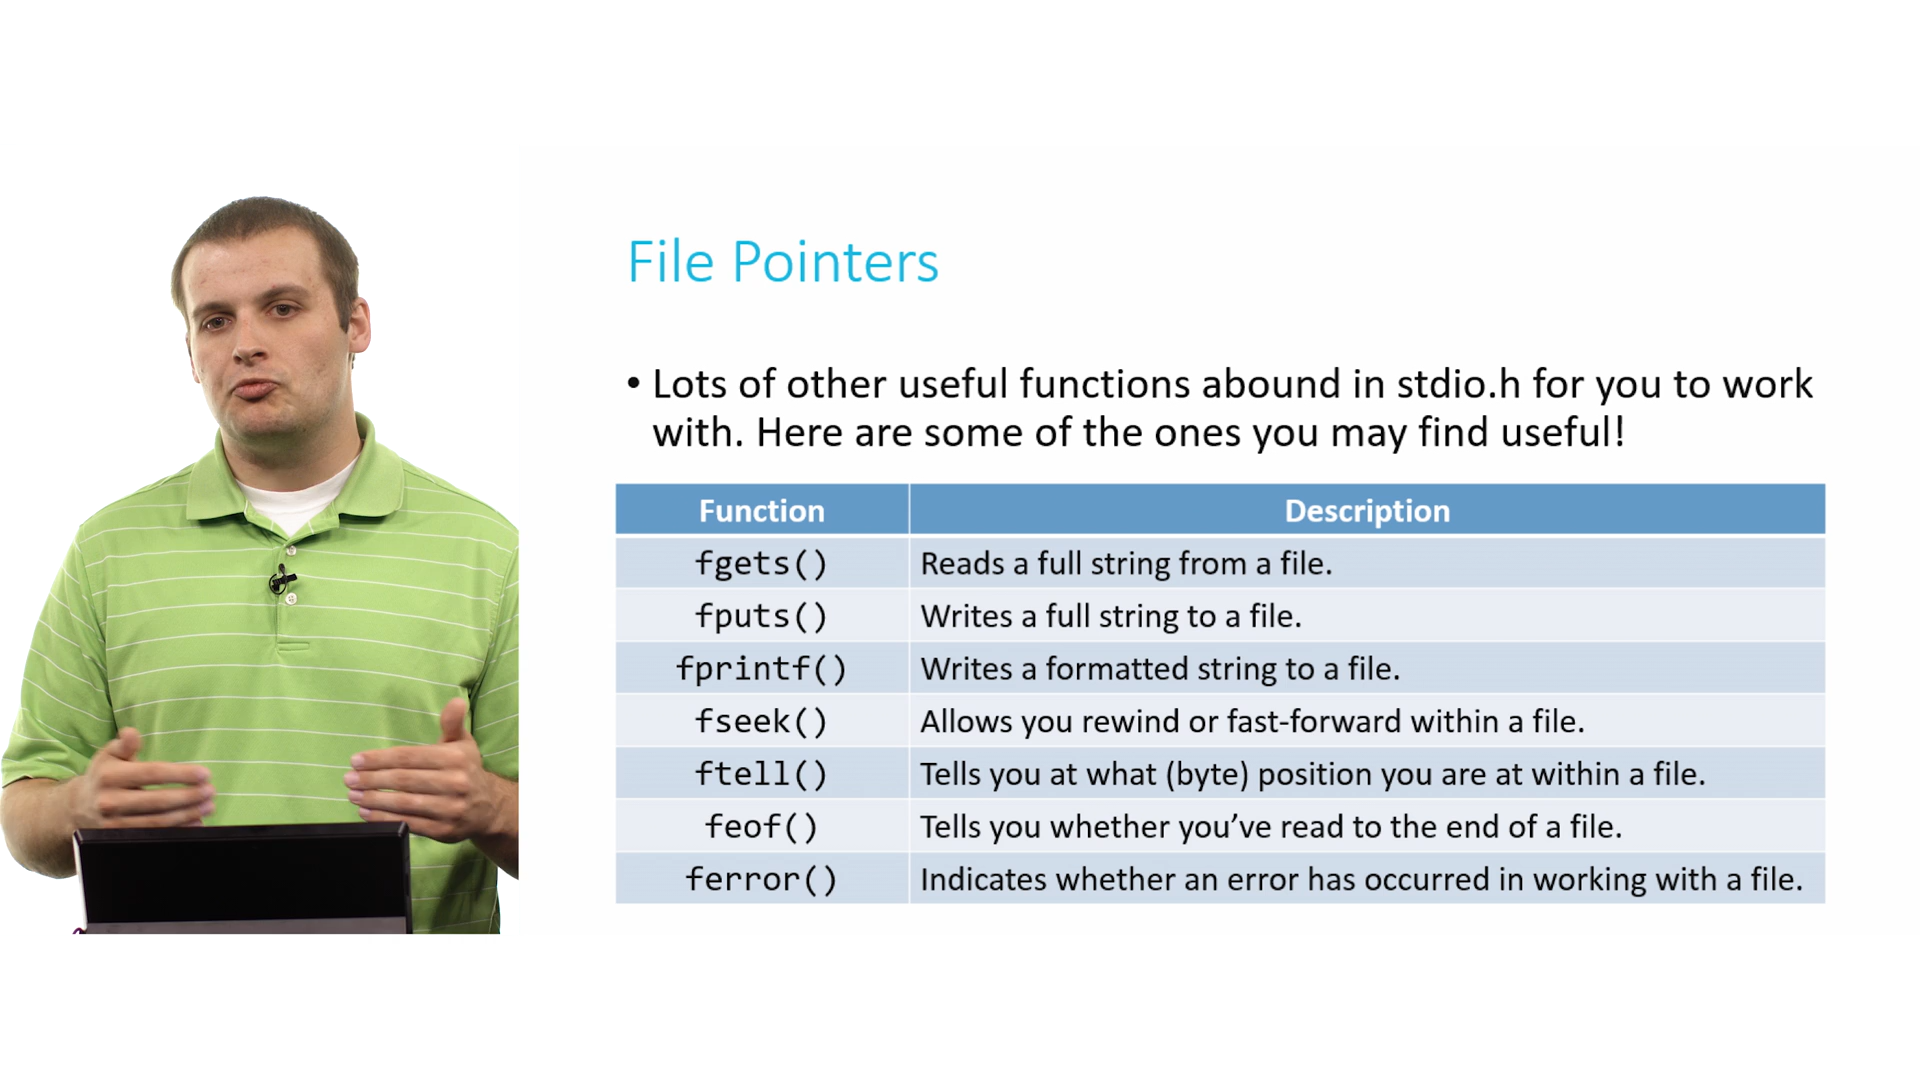 File Pointers
• Lots of other useful functions abound in stdio.h for you to work
with. Here are some of the ones you may find useful!
Function Description
fgets() Reads a full string from a file.
fputs() Writes a full string to a file.
fprintf() Writes a formatted string to a file.
fseek() Allows you rewind or fast-forward within a file.
ftell() Tells you at what (byte) position you are at within a file.
feof() Tells you whether you’ve read to the end of a file.
ferror() Indicates whether an error has occurred in working with a file.